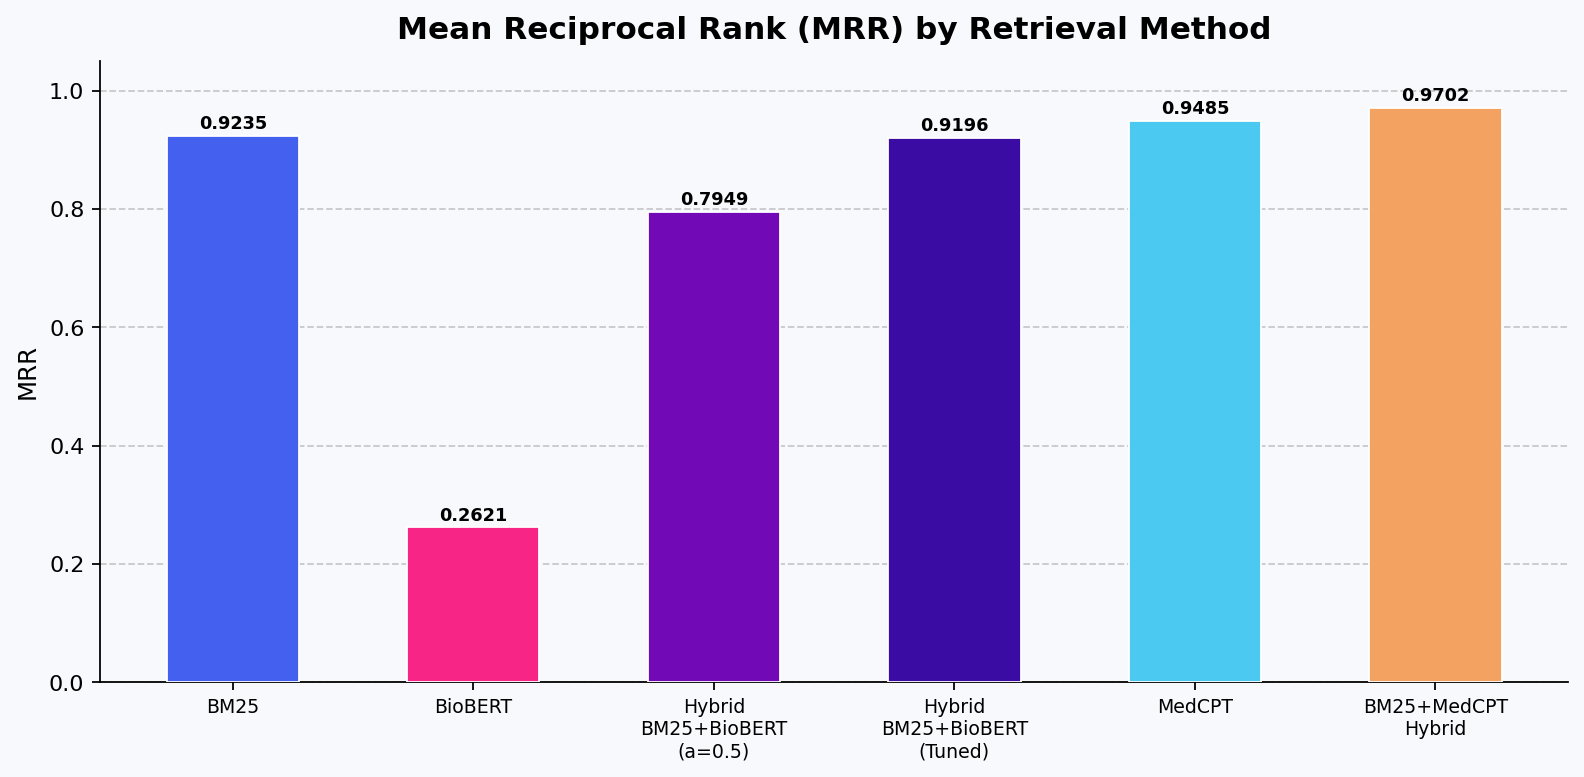 Mean Reciprocal Rank (MRR) by Retrieval Method
MRR
1.0
0.8
0.6
0.4
0.2
0.0
0.9235
0.2621
0.7949
0.9196
0.9485
0.9702
BM25
BioBERT
Hybrid
BM25+BioBERT
(a=0.5)
Hybrid
BM25+BioBERT
(Tuned)
MedCPT
BM25+MedCPT
Hybrid